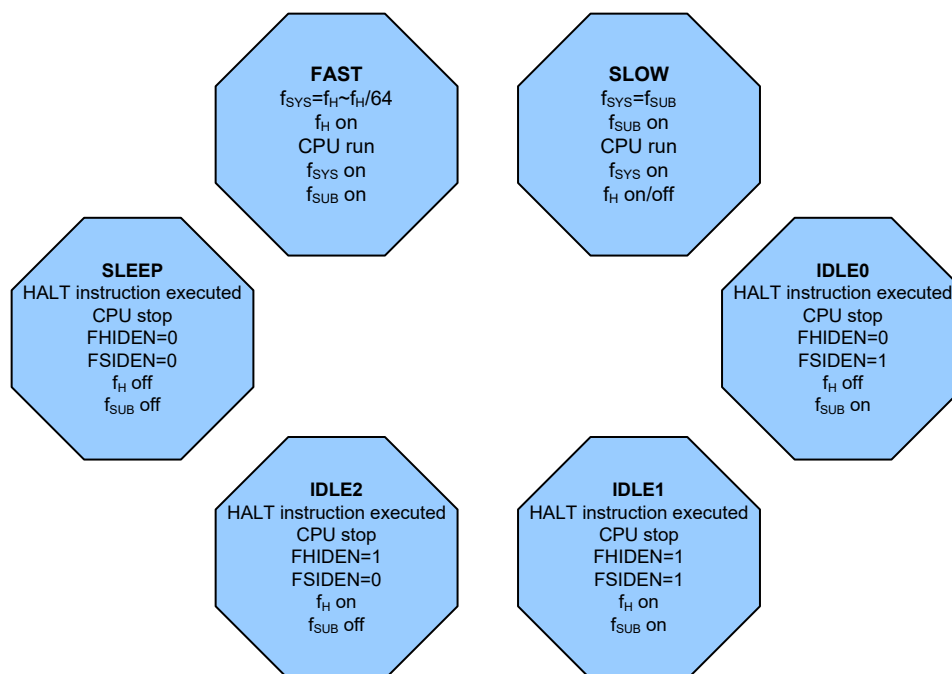 FAST
fSYS=fH~fH/64
fH on
CPU run
fSYS on
fSUB on
SLOW
fSYS=fSUB
fSUB on
CPU run
fSYS on
fH on/off
SLEEP
HALT instruction executed
CPU stop
FHIDEN=0
FSIDEN=0
fH off
fSUB off
IDLE0
HALT instruction executed
CPU stop
FHIDEN=0
FSIDEN=1
fH off
fSUB on
IDLE2
HALT instruction executed
CPU stop
FHIDEN=1
FSIDEN=0
fH on
fSUB off
IDLE1
HALT instruction executed
CPU stop
FHIDEN=1
FSIDEN=1
fH on
fSUB on